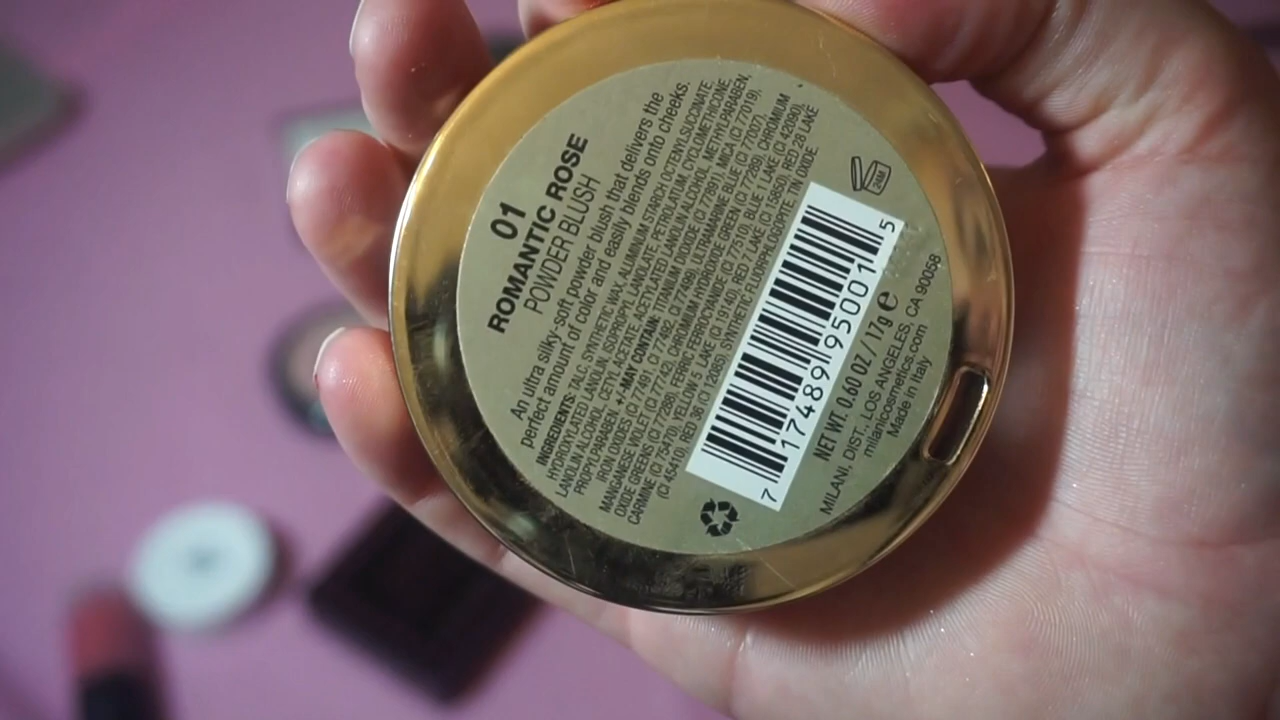 01
ROMANTIC ROSE
POWDER BLUSH
An ultra silky-soft powder blush that delivers the
perfect amount of color and easily blends onto cheeks.
INGREDIENTS: TALC, SYNTHETIC WAX, ALUMINUM STARCH OCTENYLSUCCINATE,
HYDROXYLATED LANOLIN, ISOPROPYL LANOLATE, PETROLATUM, CYCLOMETHICONE,
LANOLIN ALCOHOL, CETYL ACETATE, ACETYLATED LANOLIN ALCOHOL, METHYLPARABEN,
PROPYLPARABEN. +/-MAY CONTAIN: TITANIUM DIOXIDE (CI 77891), MICA (CI 77019),
IRON OXIDES (CI 77491, CI 77492, CI 77499), ULTRAMARINE BLUE (CI 77007),
MANGANESE VIOLET (CI 77742), CHROMIUM HYDROXIDE GREEN (CI 77289), CHROMIUM
OXIDE GREENS (CI 77288), FERRIC FERROCYANIDE (CI 77510), BLUE 1 LAKE (CI 42090),
CARMINE (CI 75470), YELLOW 5 LAKE (CI 19140), RED 7 LAKE (CI 15850), RED 28 LAKE
(CI 45410), RED 36 (CI 12085), SYNTHETIC FLUORPHLOGOPITE, TIN OXIDE
24M
7 17489 95001 5
NET WT. 0.60 OZ / 17g e
MILANI, DIST., LOS ANGELES, CA 90058
milanicosmetics.com
Made in Italy